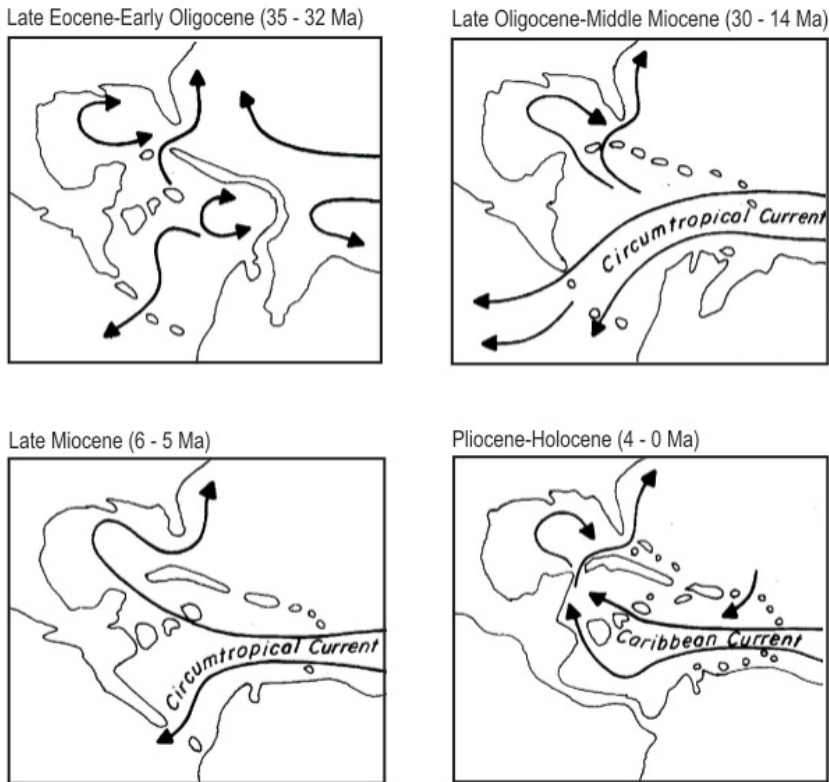 Late Eocene-Early Oligocene (35 - 32 Ma)
Late Oligocene-Middle Miocene (30 - 14 Ma)
Circumtropical Current
Late Miocene (6 - 5 Ma)
Pliocene-Holocene (4 - 0 Ma)
Circumtropical Current
Caribbean Current